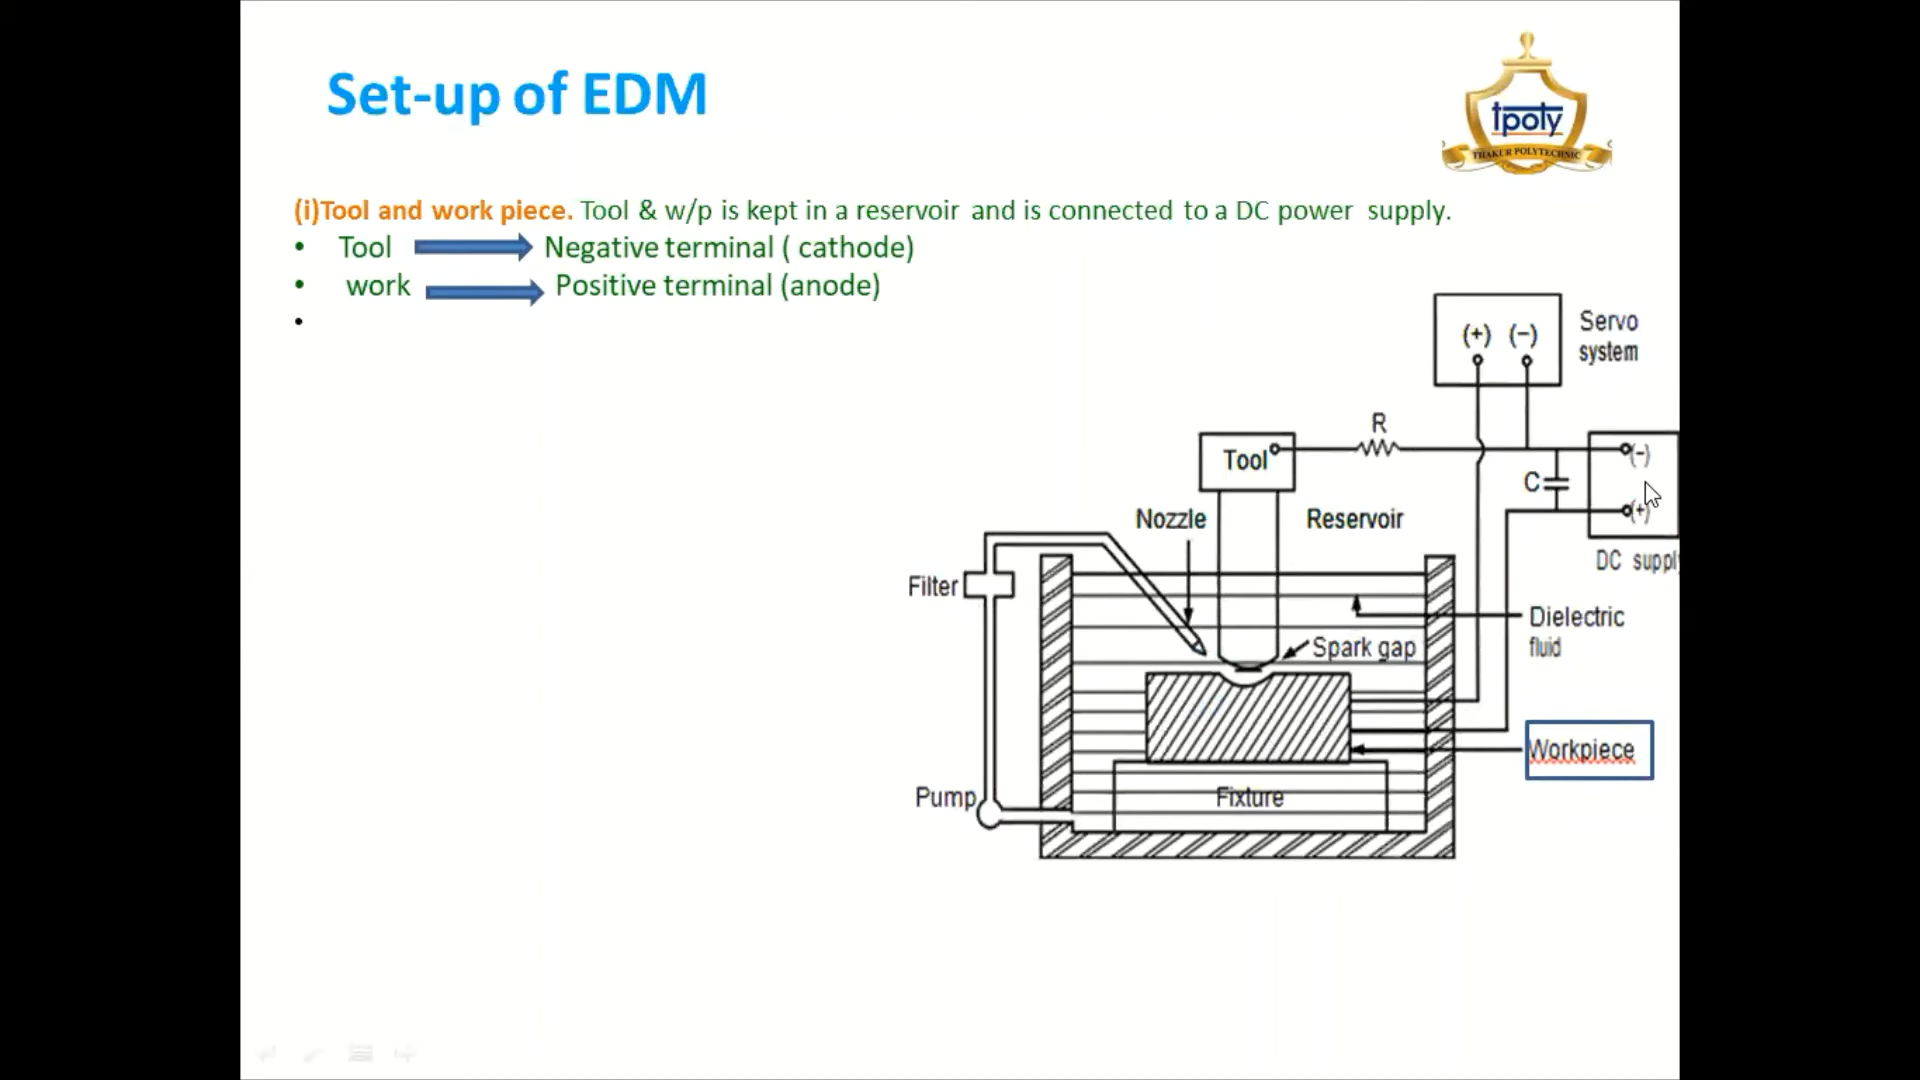 Set-up of EDM
tpoly
THAKUR POLYTECHNIC
(i)Tool and work piece. Tool & w/p is kept in a reservoir and is connected to a DC power supply.
• Tool Negative terminal ( cathode)
• work Positive terminal (anode)
•
(+) (−)
Servo
system
R
Tool
(−)
C
(+)
Nozzle
Reservoir
DC supply
Filter
Dielectric
fluid
Spark gap
Workpiece
Pump
Fixture